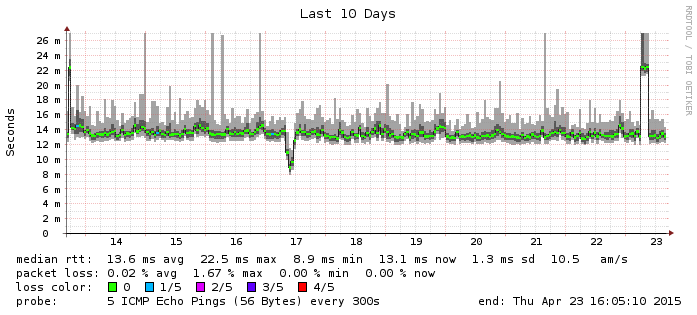 Last 10 Days
RRDTOOL / TOBI OETIKER
Seconds
26 m
24 m
22 m
20 m
18 m
16 m
14 m
12 m
10 m
8 m
6 m
4 m
2 m
0
14 15 16 17 18 19 20 21 22 23
median rtt: 13.6 ms avg 22.5 ms max 8.9 ms min 13.1 ms now 1.3 ms sd 10.5 am/s
packet loss: 0.02 % avg 1.67 % max 0.00 % min 0.00 % now
loss color: 0 1/5 2/5 3/5 4/5
probe: 5 ICMP Echo Pings (56 Bytes) every 300s end: Thu Apr 23 16:05:10 2015